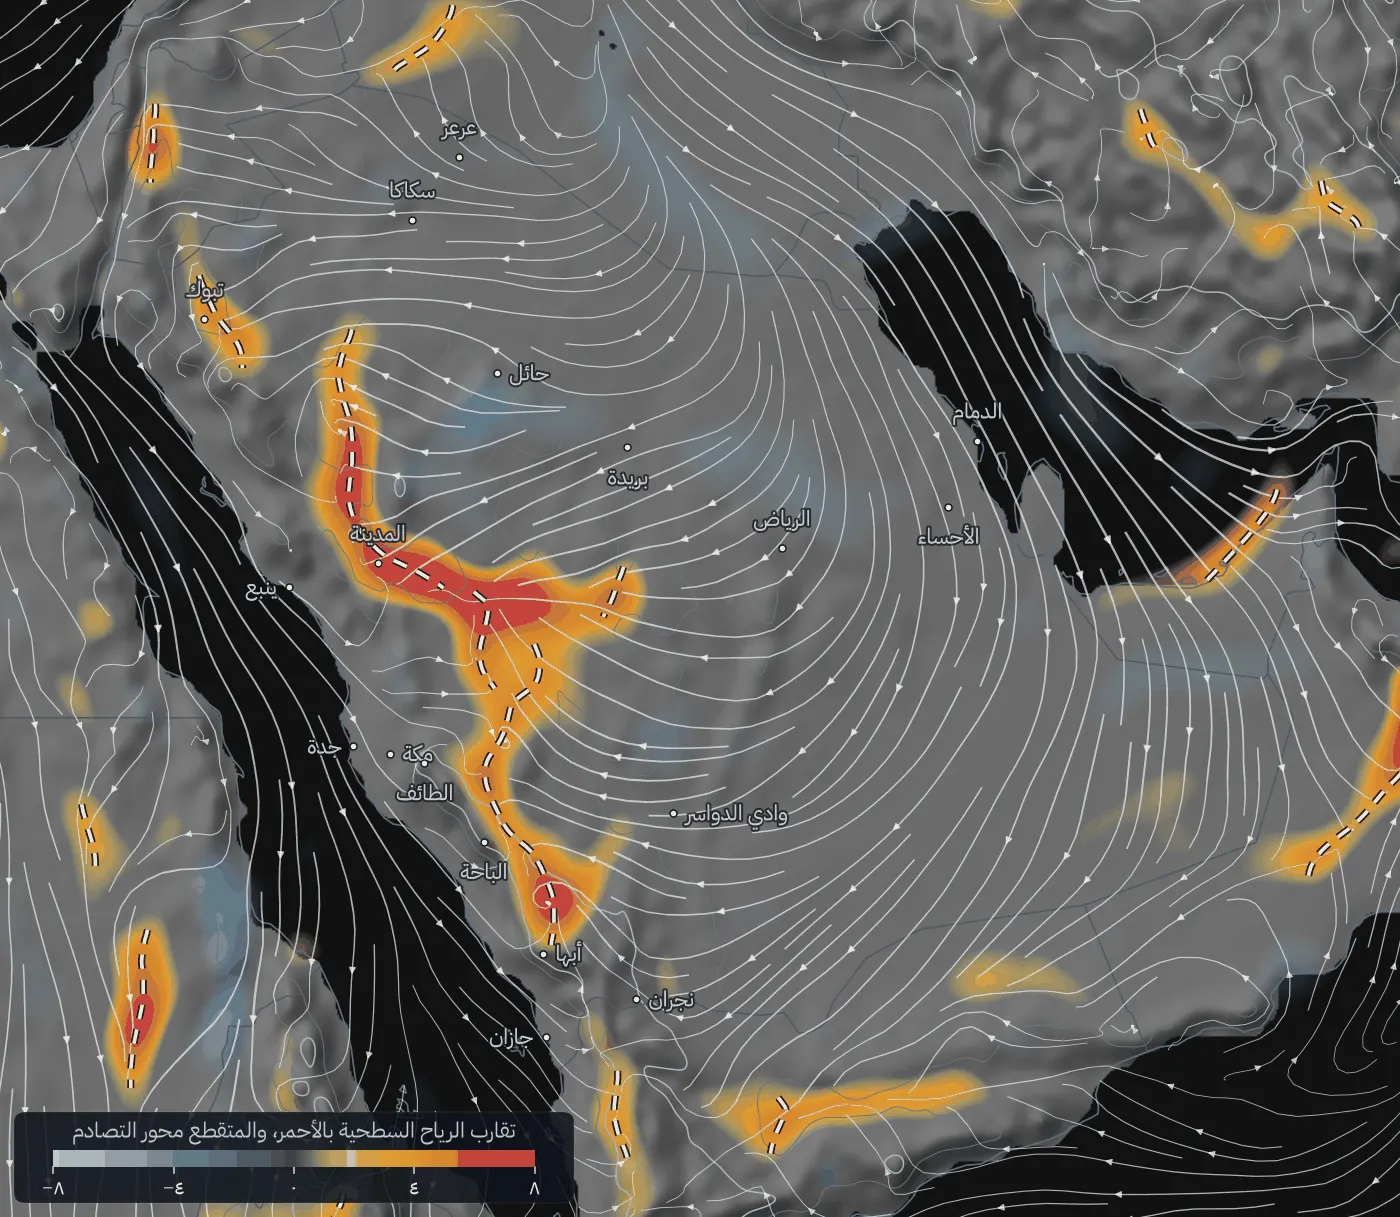 عرعر
سكاكا
تبوك
حائل
الدمام
بريدة
الرياض
المدينة
الأحساء
ينبع
جدة
مكة
الطائف
وادي الدواسر
الباحة
أبها
نجران
جازان
تقارب الرياح السطحية بالأحمر، والمتقطع محور التصادم
−٨ −٤ ٠ ٤ ٨